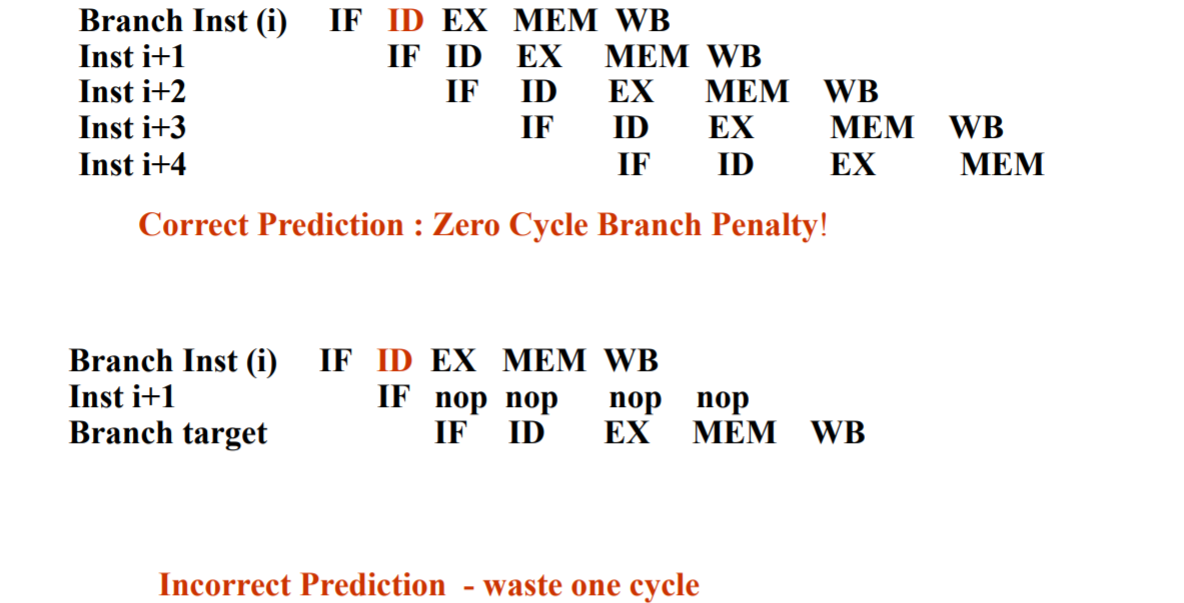 Branch Inst (i) IF ID EX MEM WB
Inst i+1 IF ID EX MEM WB
Inst i+2 IF ID EX MEM WB
Inst i+3 IF ID EX MEM WB
Inst i+4 IF ID EX MEM
Correct Prediction : Zero Cycle Branch Penalty!
Branch Inst (i) IF ID EX MEM WB
Inst i+1 IF nop nop nop nop
Branch target IF ID EX MEM WB
Incorrect Prediction - waste one cycle